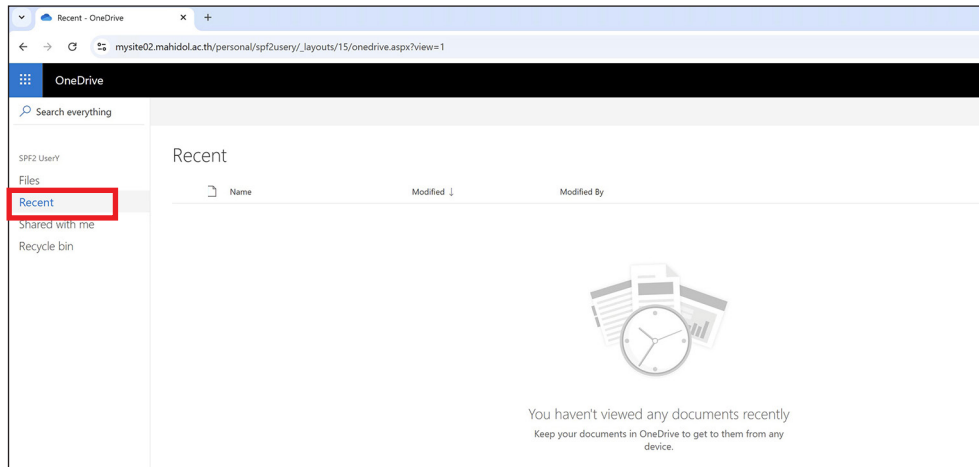 Recent - OneDrive
mysite02.mahidol.ac.th/personal/spf2usery/_layouts/15/onedrive.aspx?view=1
OneDrive
Search everything
SPF2 UserY
Files
Recent
Shared with me
Recycle bin
Recent
Name Modified ↓ Modified By
You haven't viewed any documents recently
Keep your documents in OneDrive to get to them from any
device.